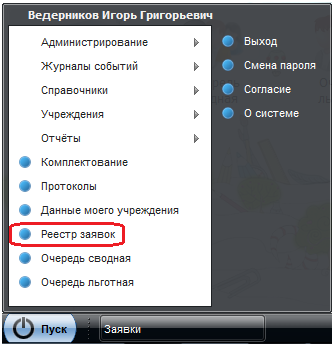 Ведерников Игорь Григорьевич
Администрирование
Журналы событий
Справочники
Учреждения
Отчёты
Комплектование
Протоколы
Данные моего учреждения
Реестр заявок
Очередь сводная
Очередь льготная
Выход
Смена пароля
Согласие
О системе
Пуск
Заявки